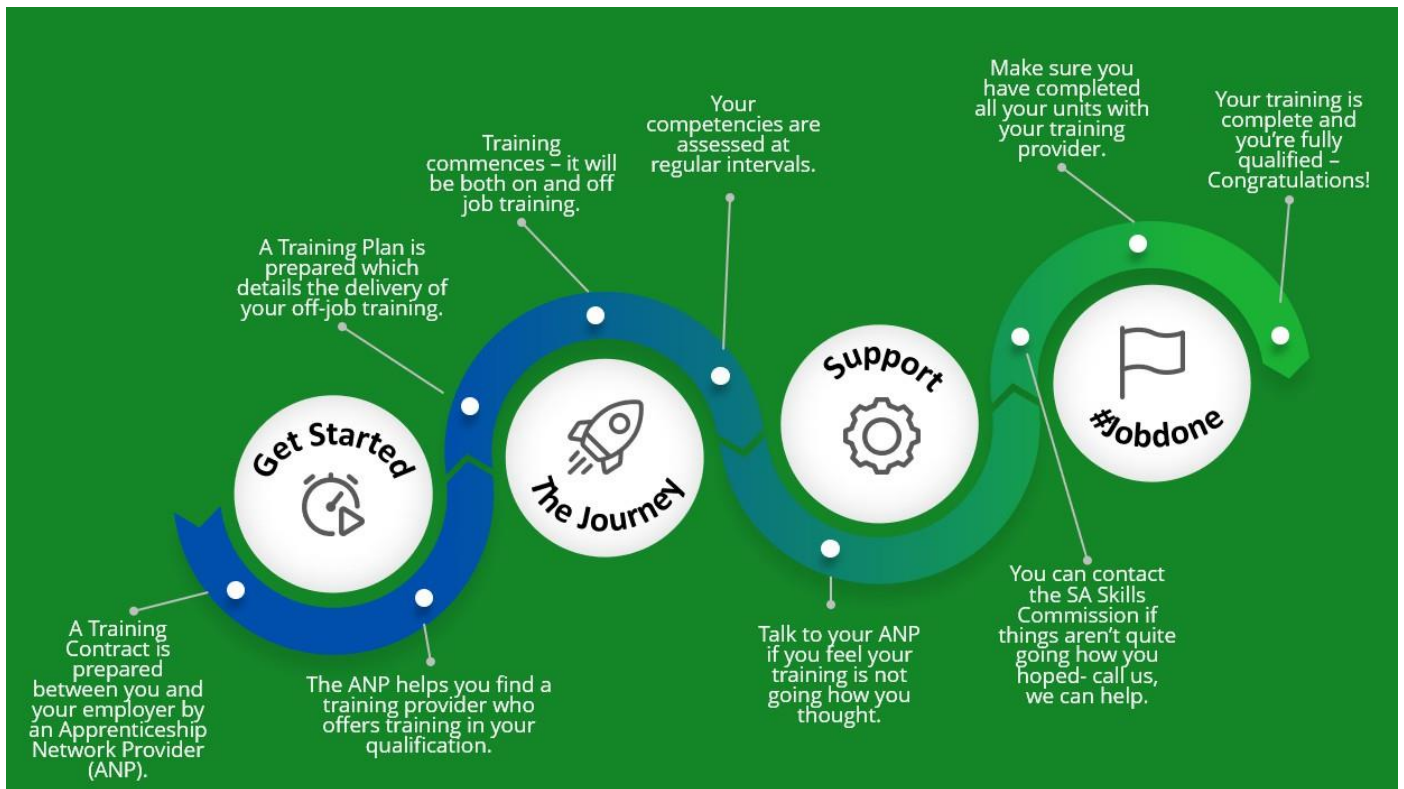 Get Started
A Training
Contract is
prepared
between you and
your employer by
an Apprenticeship
Network Provider
(ANP).
The ANP helps you find a
training provider who
offers training in your
qualification.
The Journey
A Training Plan is
prepared which
details the delivery of
your off-job training.
Training
commences – it will
be both on and off
job training.
Your
competencies are
assessed at
regular intervals.
Support
Talk to your ANP
if you feel your
training is not
going how you
thought.
You can contact
the SA Skills
Commission if
things aren’t quite
going how you
hoped- call us,
we can help.
#Jobdone
Make sure you
have completed
all your units with
your training
provider.
Your training is
complete and
you’re fully
qualified –
Congratulations!